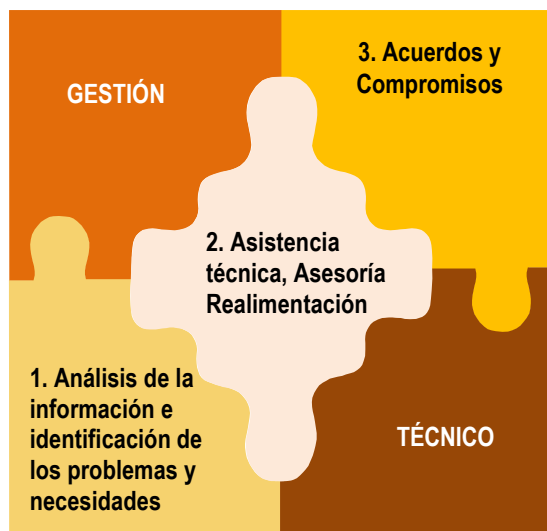 GESTIÓN
3. Acuerdos y
Compromisos
2. Asistencia
técnica, Asesoría
Realimentación
1. Análisis de la
información e
identificación de
los problemas y
necesidades
TÉCNICO